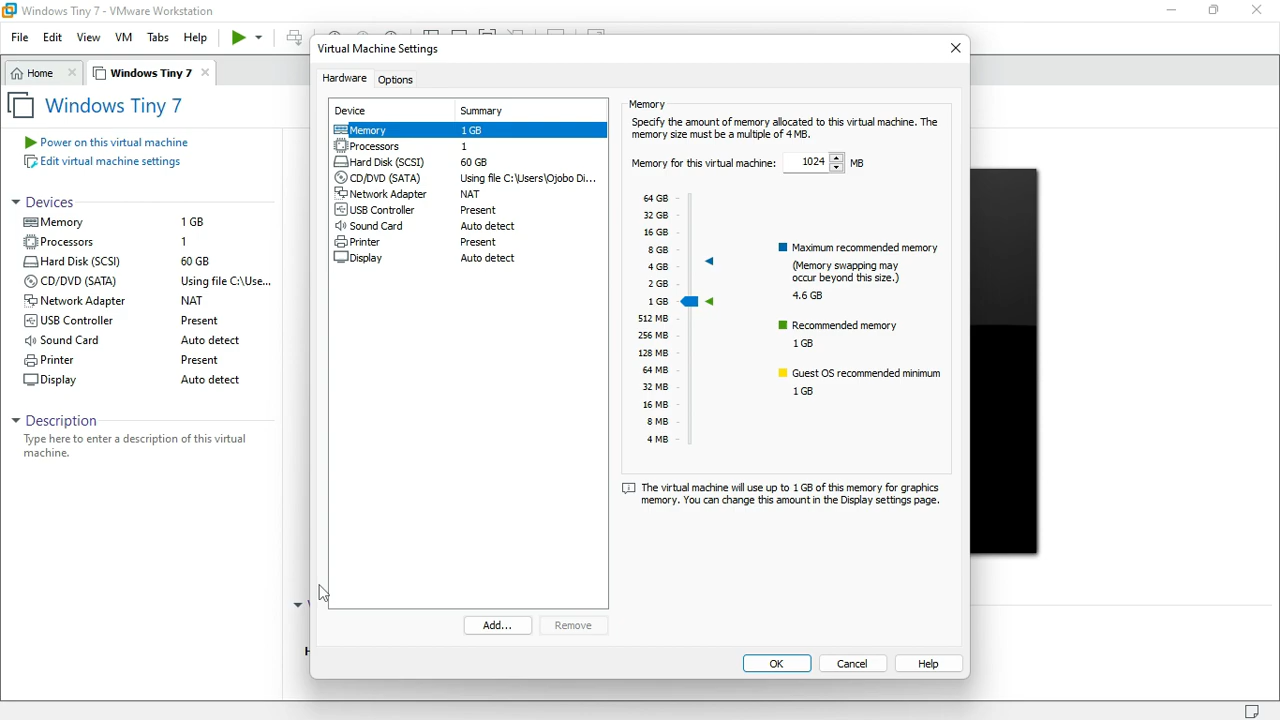 Windows Tiny 7 - VMware Workstation
File Edit View VM Tabs Help
Home
Windows Tiny 7
Windows Tiny 7
Power on this virtual machine
Edit virtual machine settings
Devices
Memory 1 GB
Processors 1
Hard Disk (SCSI) 60 GB
CD/DVD (SATA) Using file C:\Use...
Network Adapter NAT
USB Controller Present
Sound Card Auto detect
Printer Present
Display Auto detect
Description
Type here to enter a description of this virtual
machine.
Virtual Machine Settings
Hardware Options
Device Summary
Memory 1 GB
Processors 1
Hard Disk (SCSI) 60 GB
CD/DVD (SATA) Using file C:\Users\Ojobo Di...
Network Adapter NAT
USB Controller Present
Sound Card Auto detect
Printer Present
Display Auto detect
Add... Remove
Memory
Specify the amount of memory allocated to this virtual machine. The
memory size must be a multiple of 4 MB.
Memory for this virtual machine: 1024 MB
64 GB
32 GB
16 GB
8 GB
4 GB
2 GB
1 GB
512 MB
256 MB
128 MB
64 MB
32 MB
16 MB
8 MB
4 MB
Maximum recommended memory
(Memory swapping may
occur beyond this size.)
4.6 GB
Recommended memory
1 GB
Guest OS recommended minimum
1 GB
The virtual machine will use up to 1 GB of this memory for graphics
memory. You can change this amount in the Display settings page.
OK Cancel Help